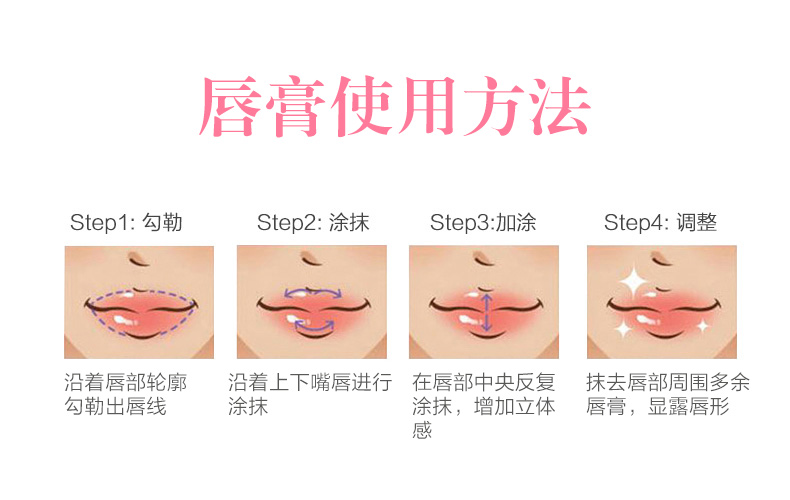 唇膏使用方法
Step1: 勾勒
Step2: 涂抹
Step3:加涂
Step4: 调整
沿着唇部轮廓
勾勒出唇线
沿着上下嘴唇进行
涂抹
在唇部中央反复
涂抹，增加立体
感
抹去唇部周围多余
唇膏，显露唇形